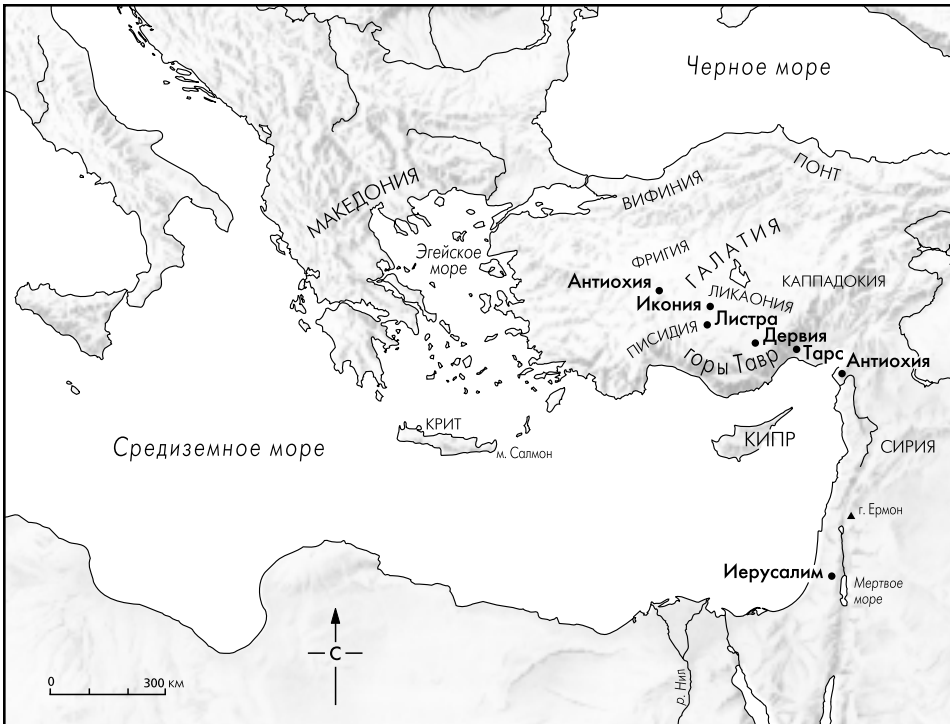 Черное море
ПОНТ
ВИФИНИЯ
МАКЕДОНИЯ
Эгейское
море
ФРИГИЯ
ГАЛАТИЯ
КАППАДОКИЯ
Антиохия
ЛИКАОНИЯ
Икония
Листра
ПИСИДИЯ
Дервия
горы Тавр
Тарс
Антиохия
КРИТ
м. Салмон
КИПР
Средиземное море
СИРИЯ
г. Ермон
Иерусалим
Мертвое
море
С
0 300 км
р. Нил